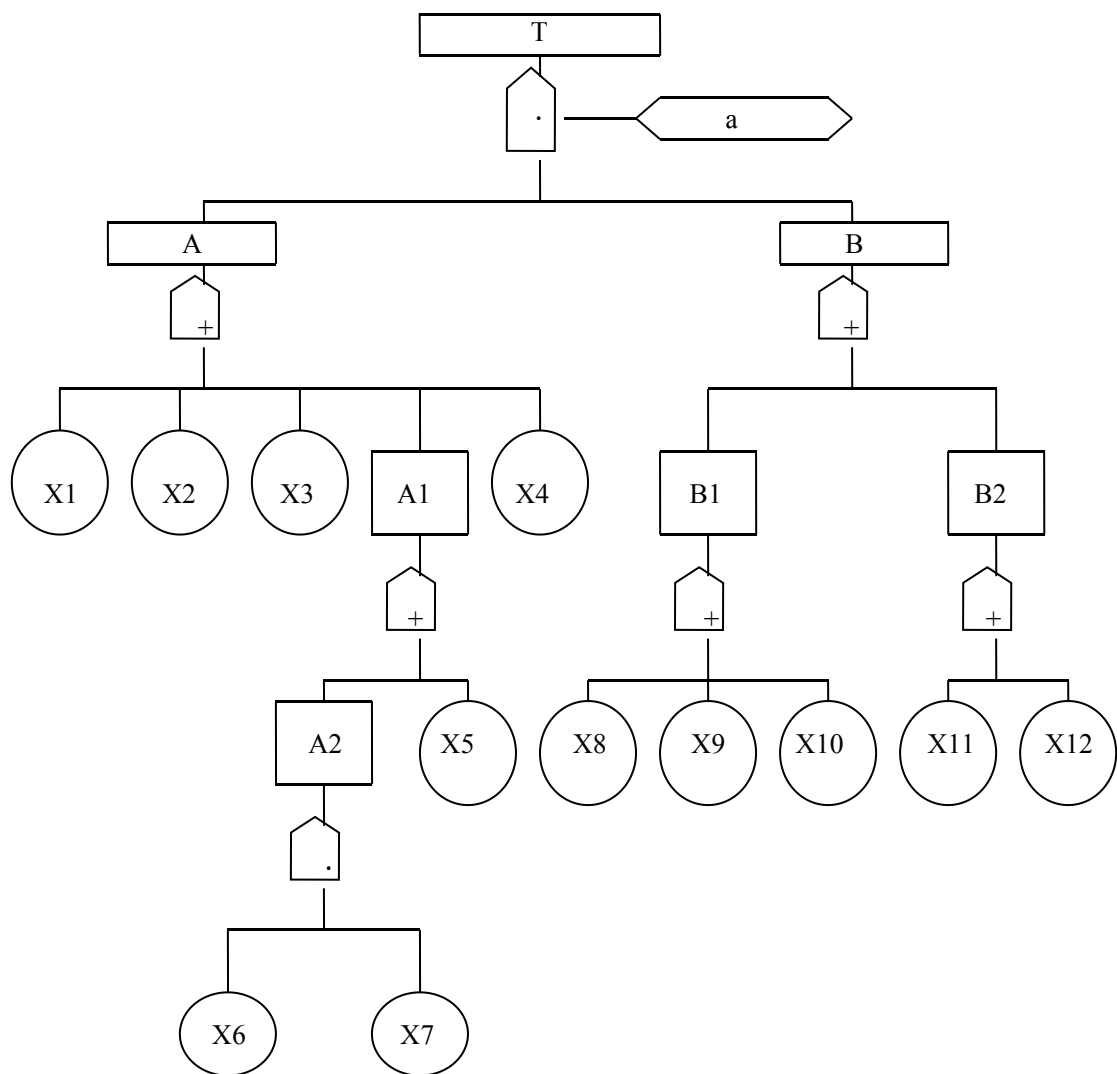 T
·
a
A
B
+
+
X1
X2
X3
A1
X4
B1
B2
+
+
+
A2
X5
X8
X9
X10
X11
X12
·
X6
X7